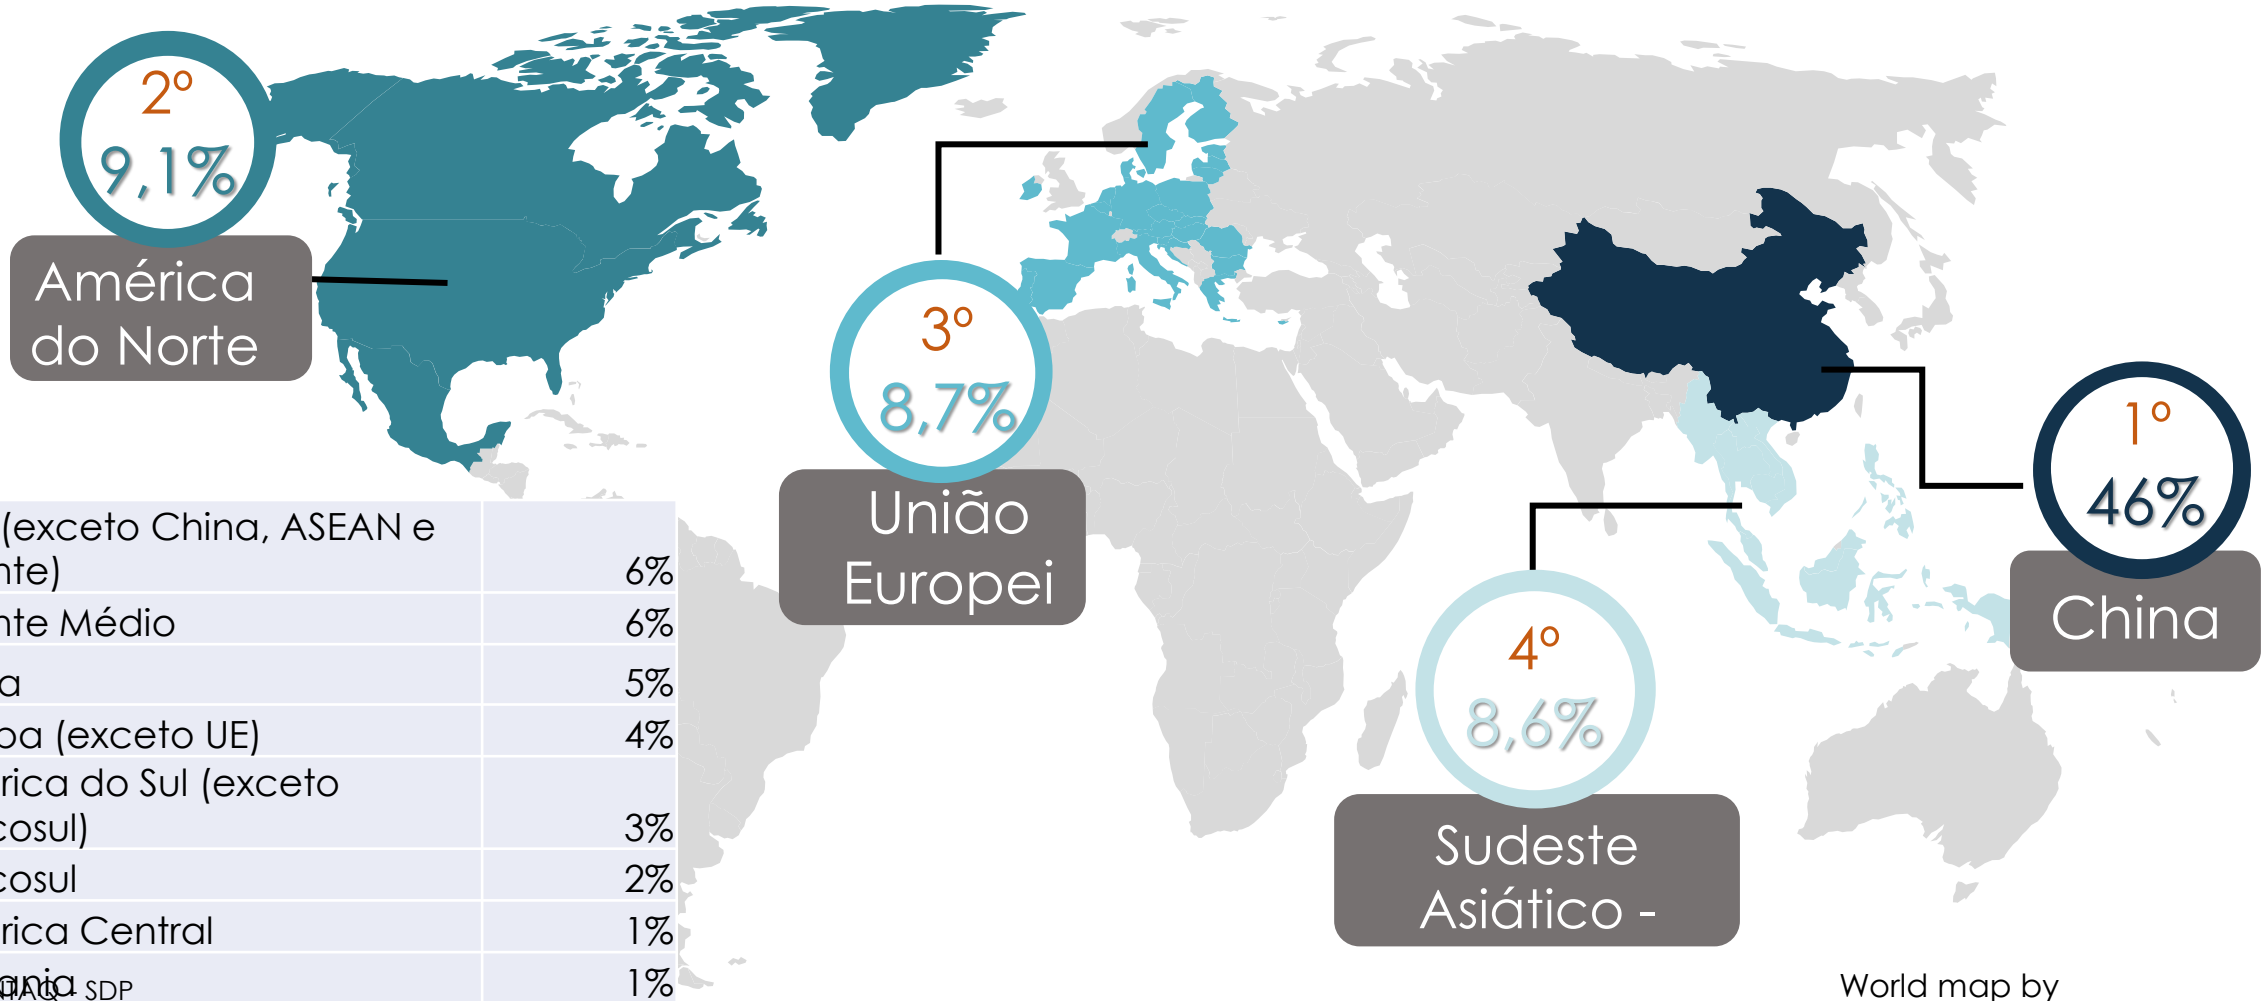 2º
9,1%
América
do Norte
3º
8,7%
União
Europei
1º
46%
China
4º
8,6%
Sudeste
Asiático -
(exceto China, ASEAN e
nte) 6%
nte Médio 6%
a 5%
pa (exceto UE) 4%
rica do Sul (exceto
cosul) 3%
cosul 2%
rica Central 1%
ania 1%
SDP
World map by